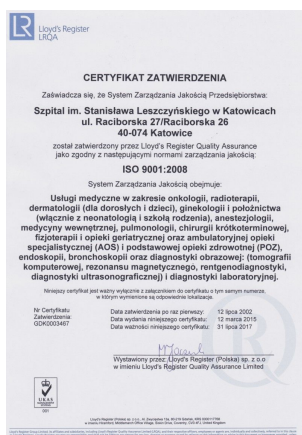 Lloyd's Register
LRQA
CERTYFIKAT ZATWIERDZENIA
Zaświadcza się, że System Zarządzania Jakością Przedsiębiorstwa:
Szpital im. Stanisława Leszczyńskiego w Katowicach
ul. Raciborska 27/Raciborska 26
40-074 Katowice
został zatwierdzony przez Lloyd's Register Quality Assurance
jako zgodny z następującymi normami zarządzania jakością:
ISO 9001:2008
System Zarządzania Jakością obejmuje:
Usługi medyczne w zakresie onkologii, radioterapii,
dermatologii (dla dorosłych i dzieci), ginekologii i położnictwa
(włącznie z neonatologią i szkołą rodzenia), anestezjologii,
medycyny wewnętrznej, pulmonologii, chirurgii krótkoterminowej,
fizjoterapii i opieki geriatrycznej oraz ambulatoryjnej opieki
specjalistycznej (AOS) i podstawowej opieki zdrowotnej (POZ),
endoskopii, bronchoskopii oraz diagnostyki obrazowej: (tomografii
komputerowej, rezonansu magnetycznego, rentgenodiagnostyki,
diagnostyki ultrasonograficznej) i diagnostyki laboratoryjnej.
Niniejszy certyfikat jest ważny wyłącznie z załącznikiem do certyfikatu o tym samym numerze,
w którym wymienione są odpowiednie lokalizacje.
Nr Certyfikatu Zatwierdzenia: GDK0003467
Data zatwierdzenia po raz pierwszy: 12 lipca 2002
Data wydania niniejszego certyfikatu: 12 marca 2015
Data ważności niniejszego certyfikatu: 31 lipca 2017
Wystawiony przez: Lloyd's Register (Polska) sp. z o.o
w imieniu Lloyd's Register Quality Assurance Limited
UKAS
MANAGEMENT
SYSTEMS
001